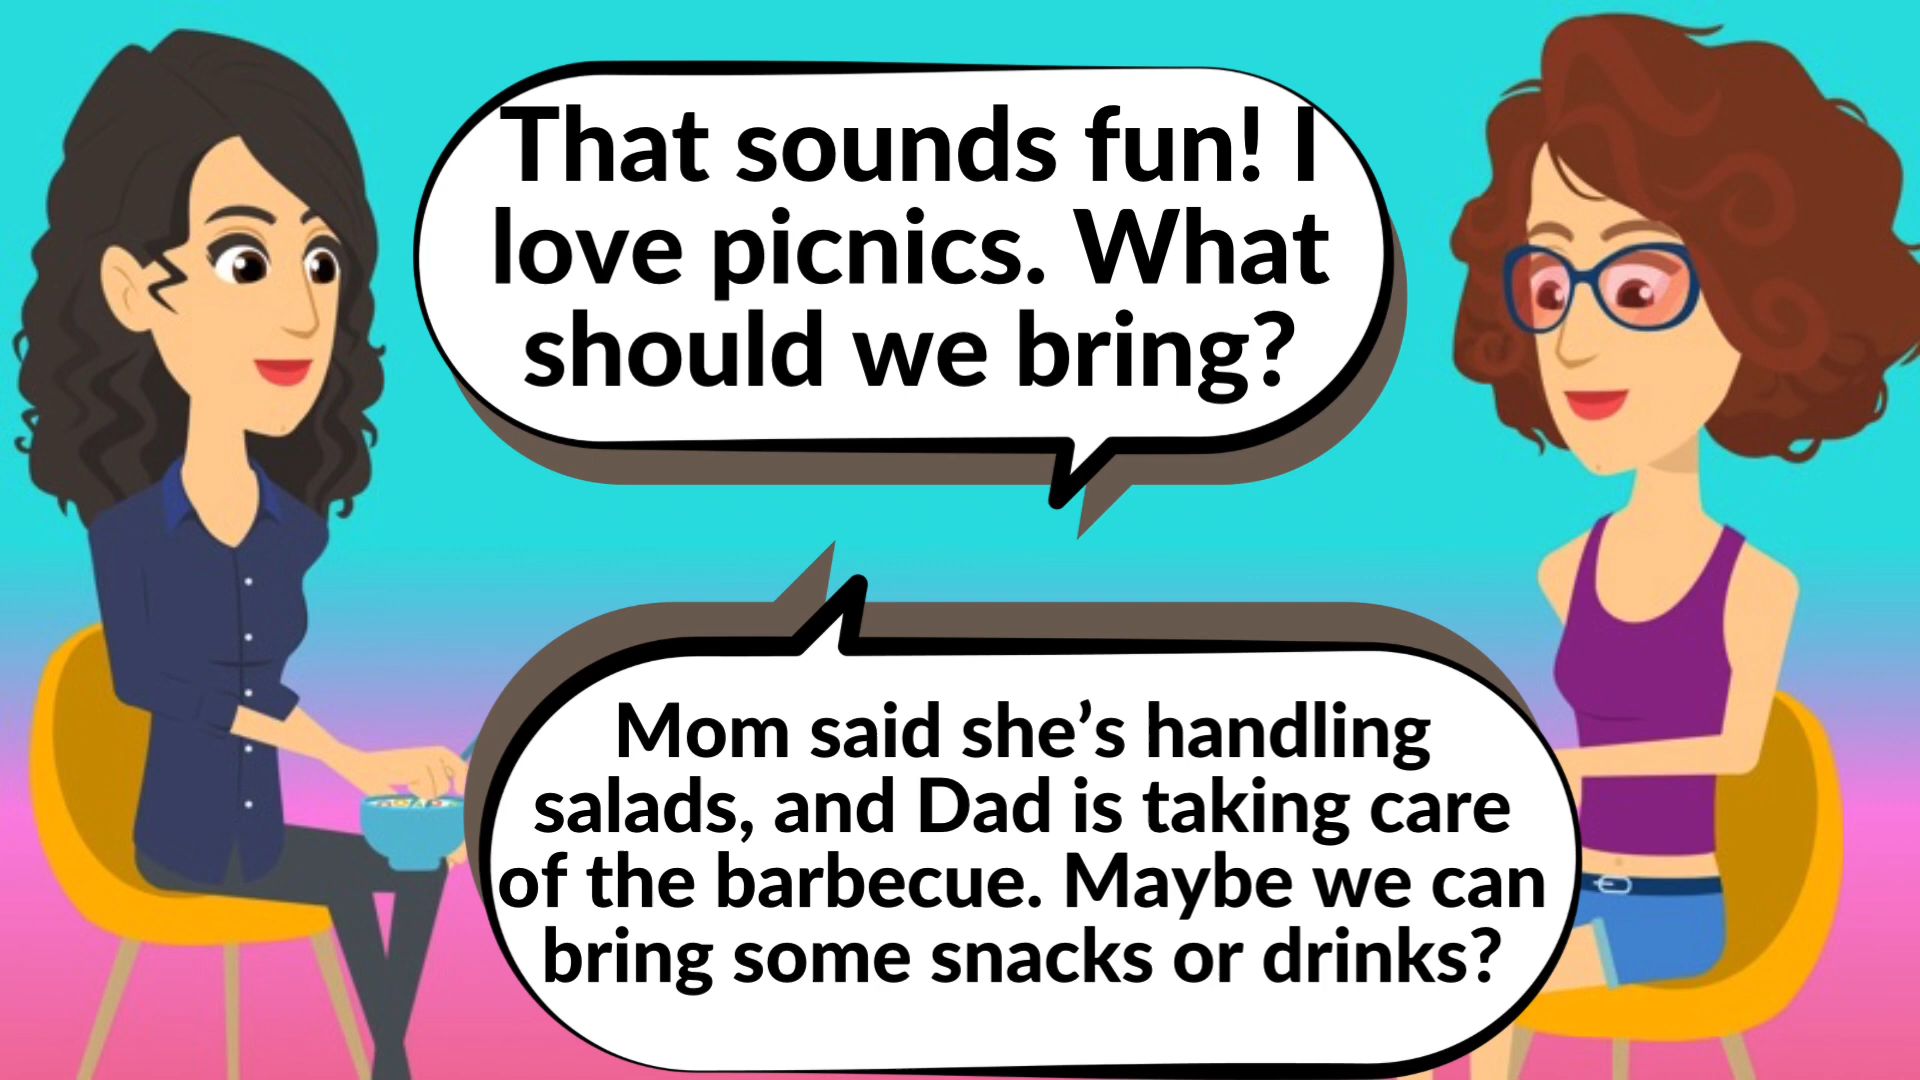 That sounds fun! I
love picnics. What
should we bring?
Mom said she’s handling
salads, and Dad is taking care
of the barbecue. Maybe we can
bring some snacks or drinks?